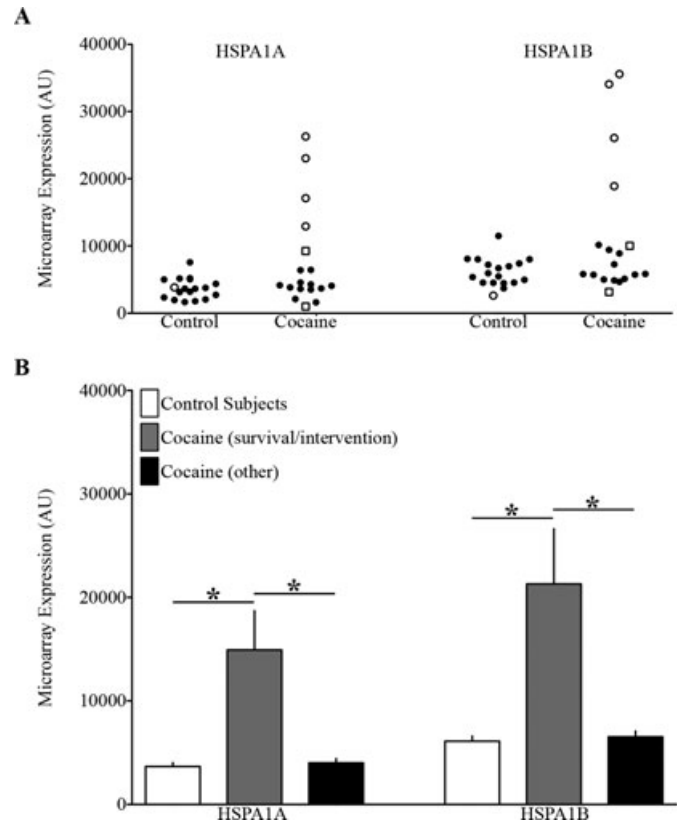 A
Microarray Expression (AU)
40000
30000
20000
10000
0
HSPA1A
HSPA1B
Control
Cocaine
Control
Cocaine
B
Microarray Expression (AU)
40000
30000
20000
10000
0
Control Subjects
Cocaine (survival/intervention)
Cocaine (other)
*
*
*
*
HSPA1A
HSPA1B